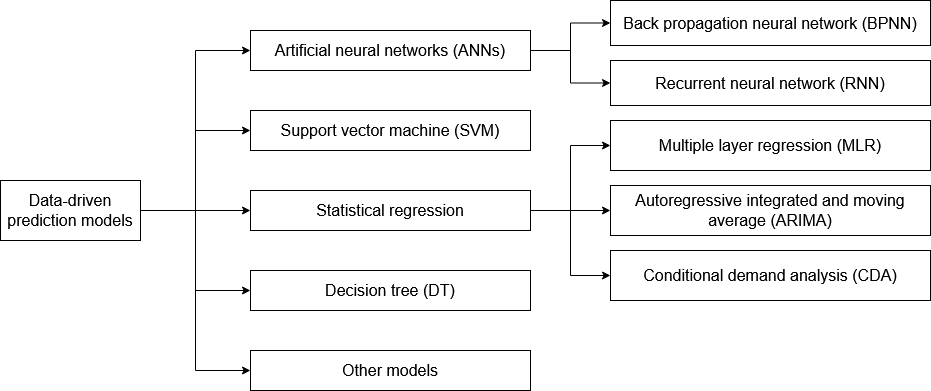 Data-driven
prediction models
Artificial neural networks (ANNs)
Support vector machine (SVM)
Statistical regression
Decision tree (DT)
Other models
Back propagation neural network (BPNN)
Recurrent neural network (RNN)
Multiple layer regression (MLR)
Autoregressive integrated and moving
average (ARIMA)
Conditional demand analysis (CDA)